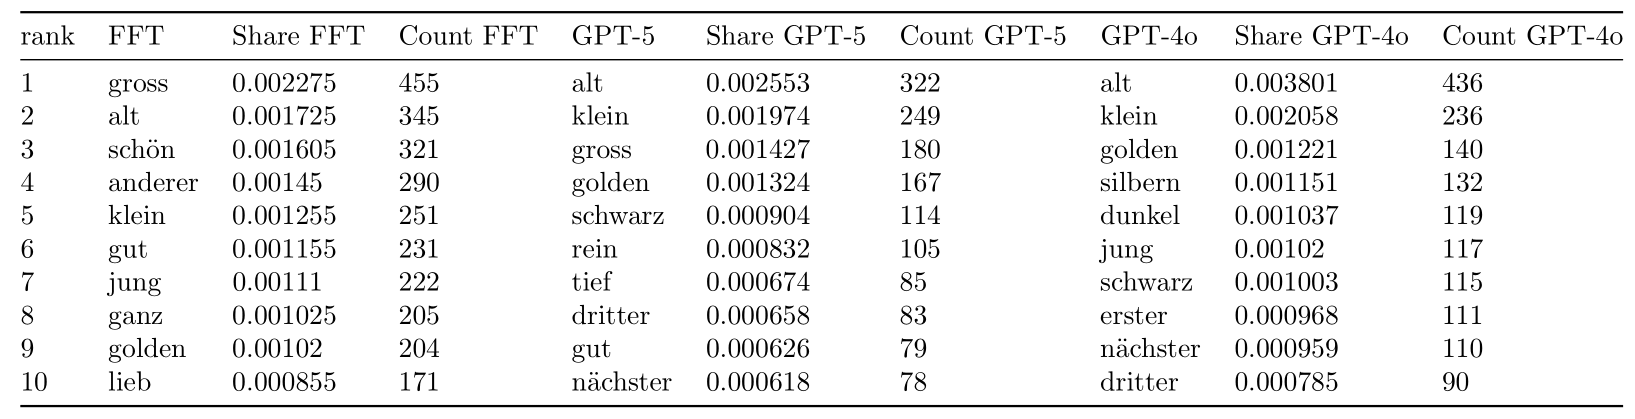 rank FFT Share FFT Count FFT GPT-5 Share GPT-5 Count GPT-5 GPT-4o Share GPT-4o Count GPT-4o
1 gross 0.002275 455 alt 0.002553 322 alt 0.003801 436
2 alt 0.001725 345 klein 0.001974 249 klein 0.002058 236
3 schön 0.001605 321 gross 0.001427 180 golden 0.001221 140
4 anderer 0.00145 290 golden 0.001324 167 silbern 0.001151 132
5 klein 0.001255 251 schwarz 0.000904 114 dunkel 0.001037 119
6 gut 0.001155 231 rein 0.000832 105 jung 0.00102 117
7 jung 0.00111 222 tief 0.000674 85 schwarz 0.001003 115
8 ganz 0.001025 205 dritter 0.000658 83 erster 0.000968 111
9 golden 0.00102 204 gut 0.000626 79 nächster 0.000959 110
10 lieb 0.000855 171 nächster 0.000618 78 dritter 0.000785 90